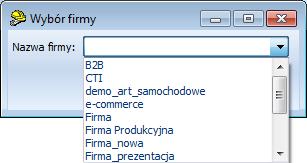 Wybór firmy
Nazwa firmy:
B2B
CTI
demo_art_samochodowe
e-commerce
Firma
Firma Produkcyjna
Firma_nowa
Firma_prezentacja